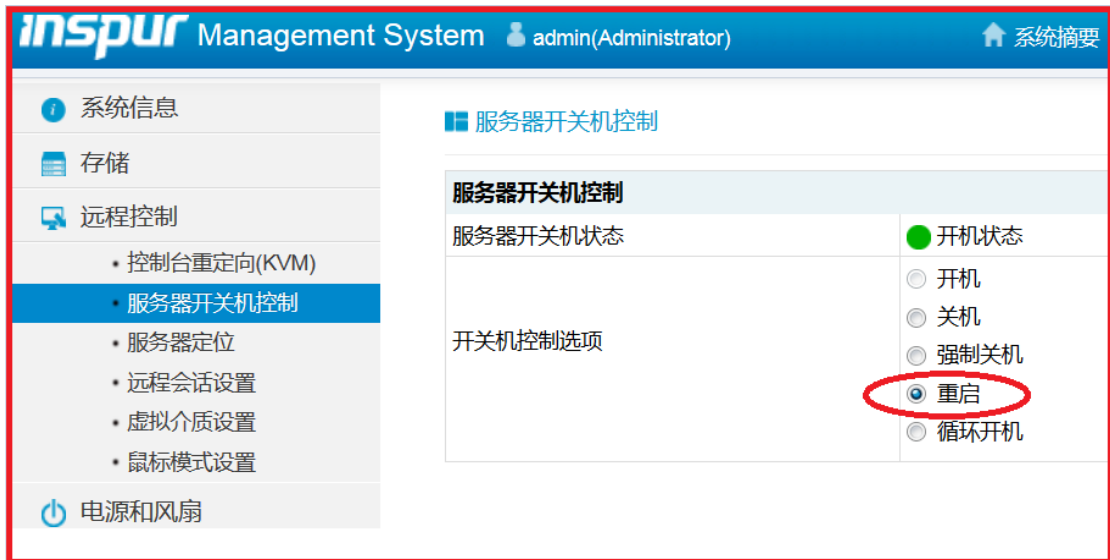 inspur Management System admin(Administrator) 系统摘要
系统信息
存储
远程控制
·控制台重定向(KVM)
·服务器开关机控制
·服务器定位
·远程会话设置
·虚拟介质设置
·鼠标模式设置
电源和风扇
服务器开关机控制
服务器开关机控制
服务器开关机状态 开机状态
开关机控制选项
开机
关机
强制关机
重启
循环开机